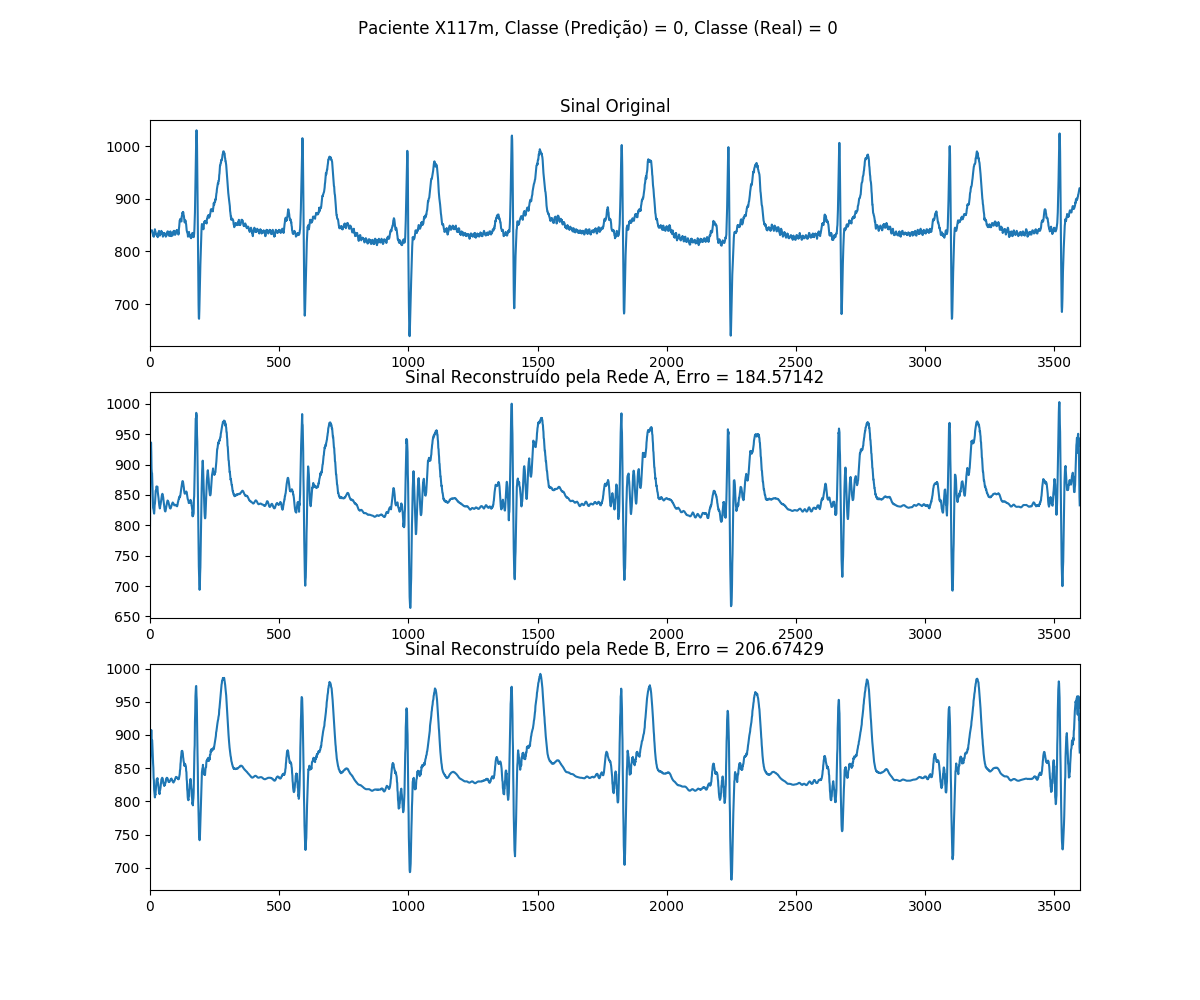 Paciente X117m, Classe (Predição) = 0, Classe (Real) = 0
Sinal Original
1000
900
800
700
0 500 1000 1500 2000 2500 3000 3500
Sinal Reconstruído pela Rede A, Erro = 184.57142
1000
950
900
850
800
750
700
650
0 500 1000 1500 2000 2500 3000 3500
Sinal Reconstruído pela Rede B, Erro = 206.67429
1000
950
900
850
800
750
700
0 500 1000 1500 2000 2500 3000 3500